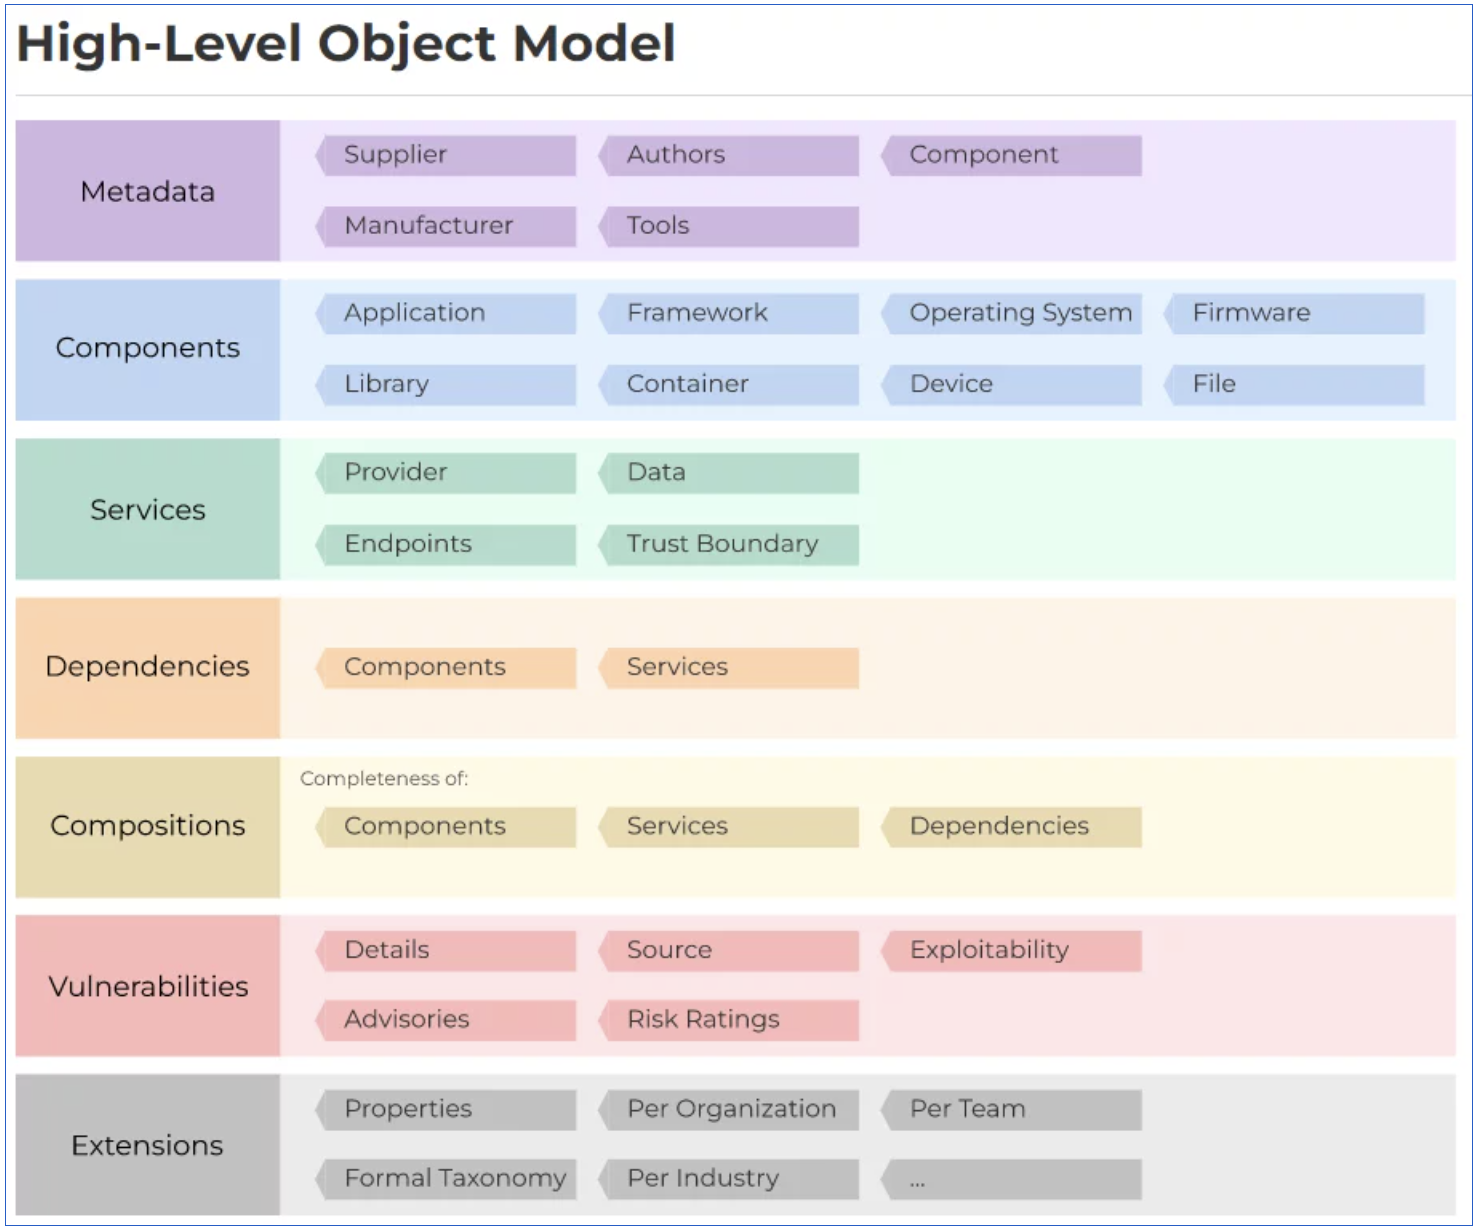 High-Level Object Model
Metadata
Supplier
Authors
Component
Manufacturer
Tools
Components
Application
Framework
Operating System
Firmware
Library
Container
Device
File
Services
Provider
Data
Endpoints
Trust Boundary
Dependencies
Components
Services
Compositions
Completeness of:
Components
Services
Dependencies
Vulnerabilities
Details
Source
Exploitability
Advisories
Risk Ratings
Extensions
Properties
Per Organization
Per Team
Formal Taxonomy
Per Industry
...